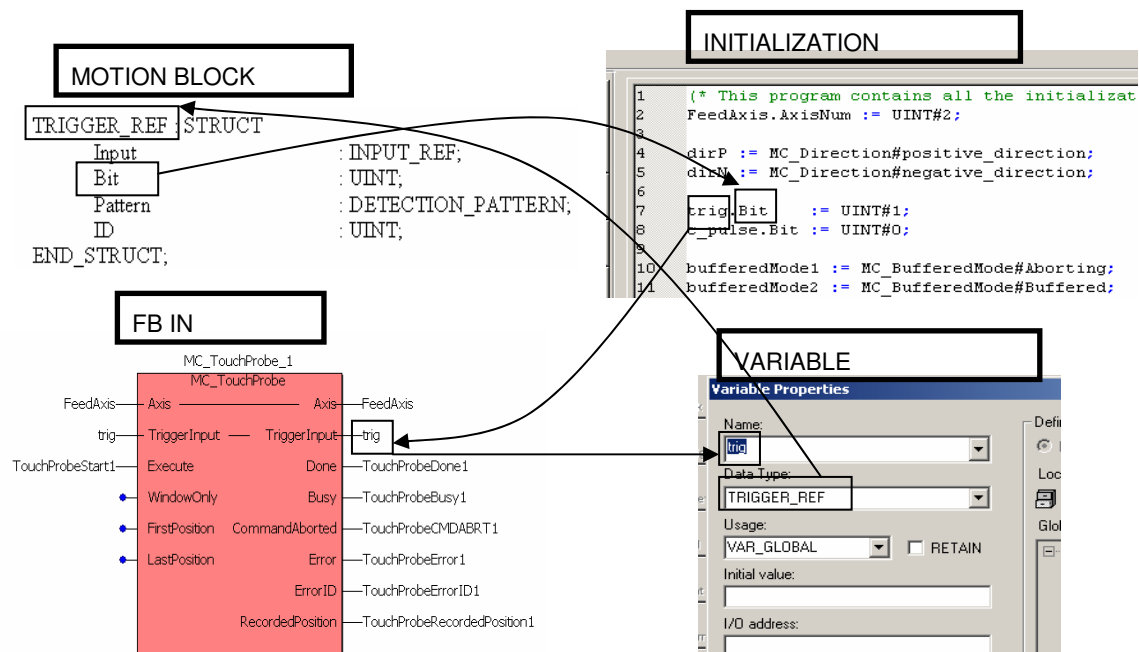 MOTION BLOCK
TRIGGER_REF : STRUCT
Input : INPUT_REF;
Bit : UINT;
Pattern : DETECTION_PATTERN;
ID : UINT;
END_STRUCT;
INITIALIZATION
1 (* This program contains all the initializat
2 FeedAxis.AxisNum := UINT#2;
3
4 dirP := MC_Direction#positive_direction;
5 dirN := MC_Direction#negative_direction;
6
7 trig.Bit := UINT#1;
8 c_pulse.Bit := UINT#0;
9
10 bufferedMode1 := MC_BufferedMode#Aborting;
11 bufferedMode2 := MC_BufferedMode#Buffered;
FB IN
MC_TouchProbe_1
MC_TouchProbe
FeedAxis Axis Axis FeedAxis
trig TriggerInput TriggerInput trig
TouchProbeStart1 Execute Done TouchProbeDone1
WindowOnly Busy TouchProbeBusy1
FirstPosition CommandAborted TouchProbeCMDABRT1
LastPosition Error TouchProbeError1
ErrorID TouchProbeErrorID1
RecordedPosition TouchProbeRecordedPosition1
VARIABLE
Variable Properties
Name:
trig
Data Type:
TRIGGER_REF
Usage:
VAR_GLOBAL RETAIN
Initial value:
I/O address:
Defi
Loc
Glol